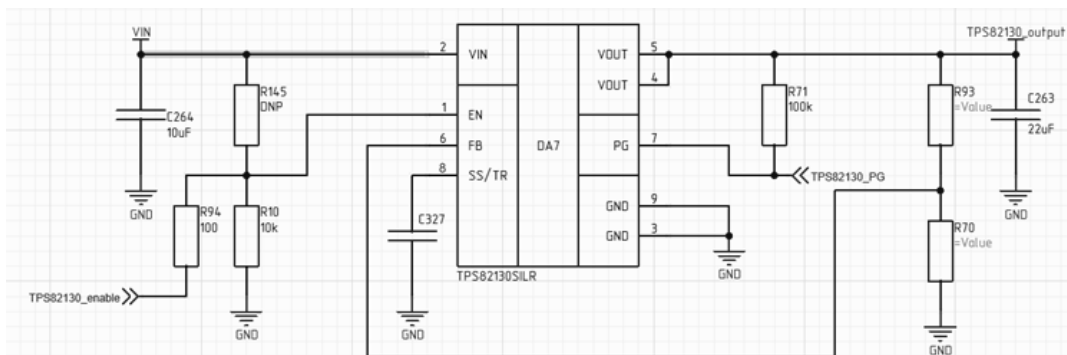 VIN
TPS82130_output
2 VIN VOUT 5
VOUT 4
R145
DNP
R71
100k
R93
=Value
C264
10uF
C263
22uF
1 EN
6 FB DA7 PG 7
8 SS/TR
TPS82130_PG
GND
R94
100
R10
10k
C327
GND 9
GND 3
R70
=Value
GND
GND
TPS82130SILR
TPS82130_enable
GND
GND
GND
GND